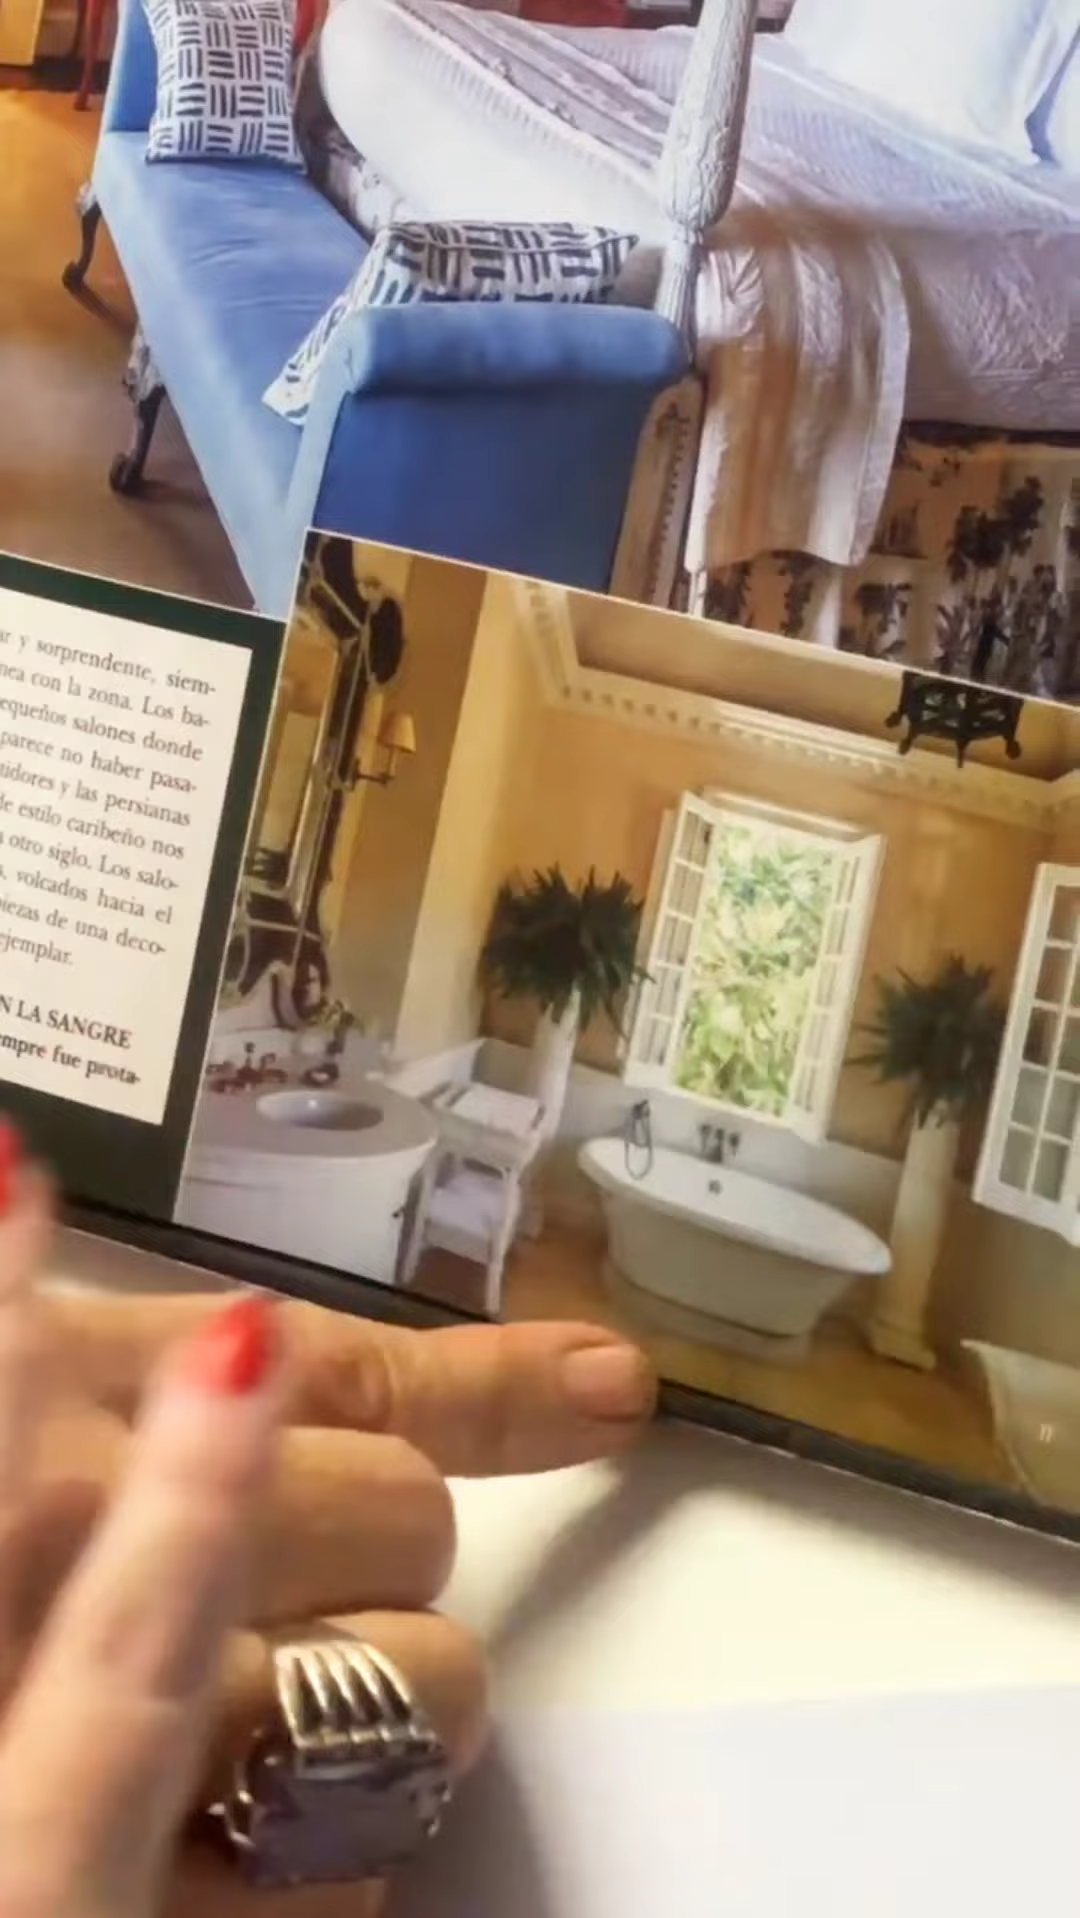 ar y sorprendente, siem-
nea con la zona. Los ba-
equeños salones donde
parece no haber pasa-
tidores y las persianas
de estilo caribeño nos
otro siglo. Los salo-
s, volcados hacia el
piezas de una deco-
ejemplar.
N LA SANGRE
empre fue prota-